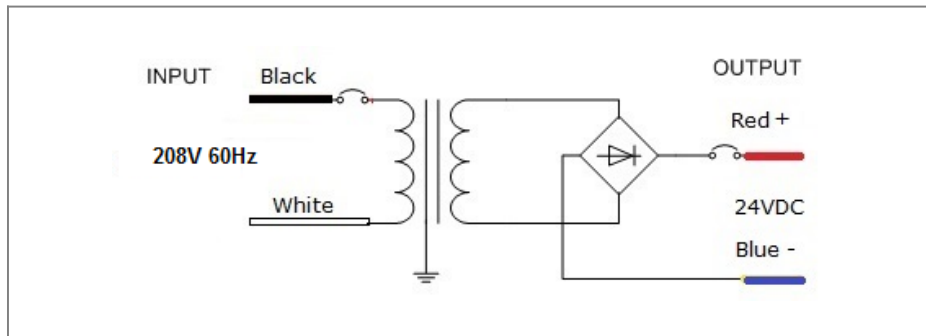 INPUT
Black
OUTPUT
Red +
208V 60Hz
White
24VDC
Blue -